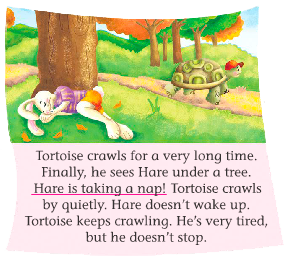 Tortoise crawls for a very long time.
Finally, he sees Hare under a tree.
Hare is taking a nap! Tortoise crawls
by quietly. Hare doesn't wake up.
Tortoise keeps crawling. He's very tired,
but he doesn't stop.